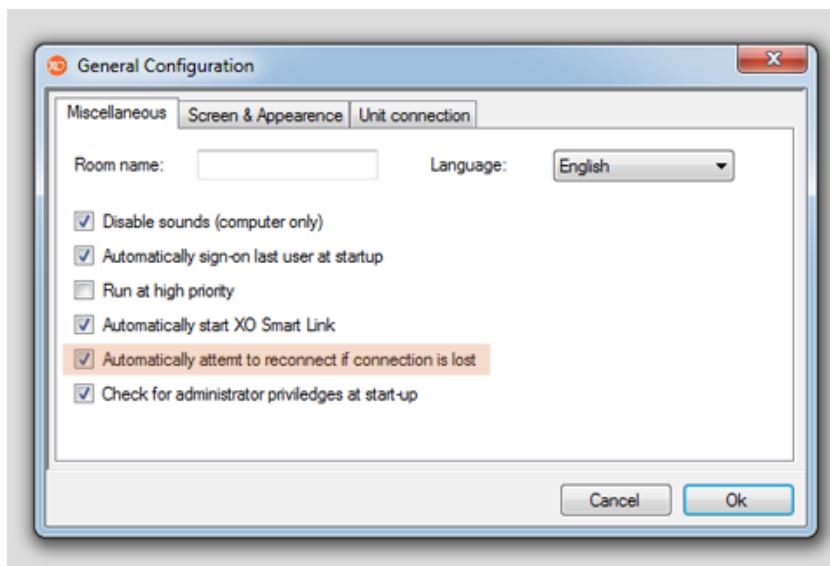 XO General Configuration
Miscellaneous Screen & Appearence Unit connection
Room name: Language: English
Disable sounds (computer only)
Automatically sign-on last user at startup
Run at high priority
Automatically start XO Smart Link
Automatically attemt to reconnect if connection is lost
Check for administrator priviledges at start-up
Cancel Ok